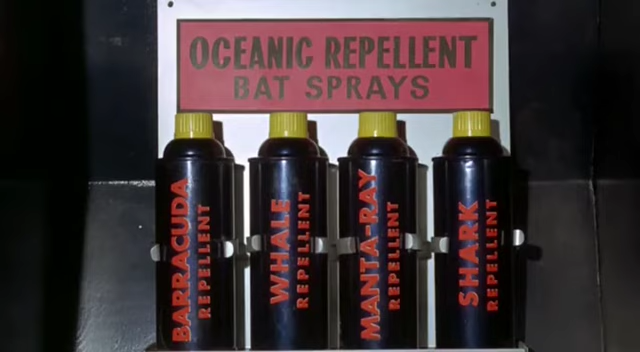 OCEANIC REPELLENT
BAT SPRAYS
BARRACUDA
REPELLENT
WHALE
REPELLENT
MANTA-RAY
REPELLENT
SHARK
REPELLENT